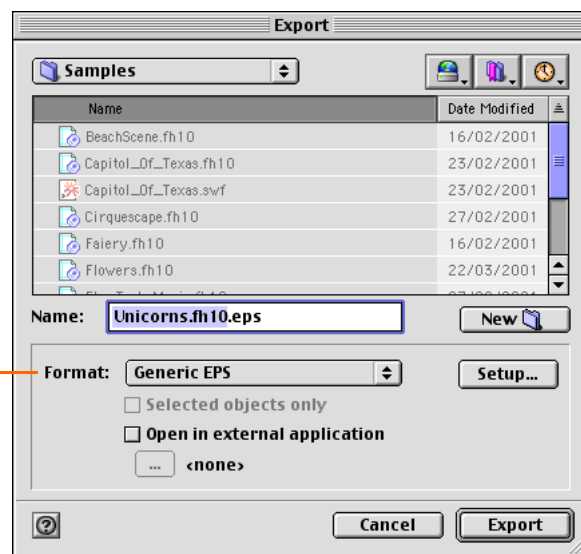 Export
Samples
Name Date Modified
BeachScene.fh10 16/02/2001
Capitol_Of_Texas.fh10 23/02/2001
Capitol_Of_Texas.swf 23/02/2001
Cirquescape.fh10 27/02/2001
Faiery.fh10 16/02/2001
Flowers.fh10 22/03/2001
Name: Unicorns.fh10.eps New
Format: Generic EPS Setup...
Selected objects only
Open in external application
... <none>
? Cancel Export